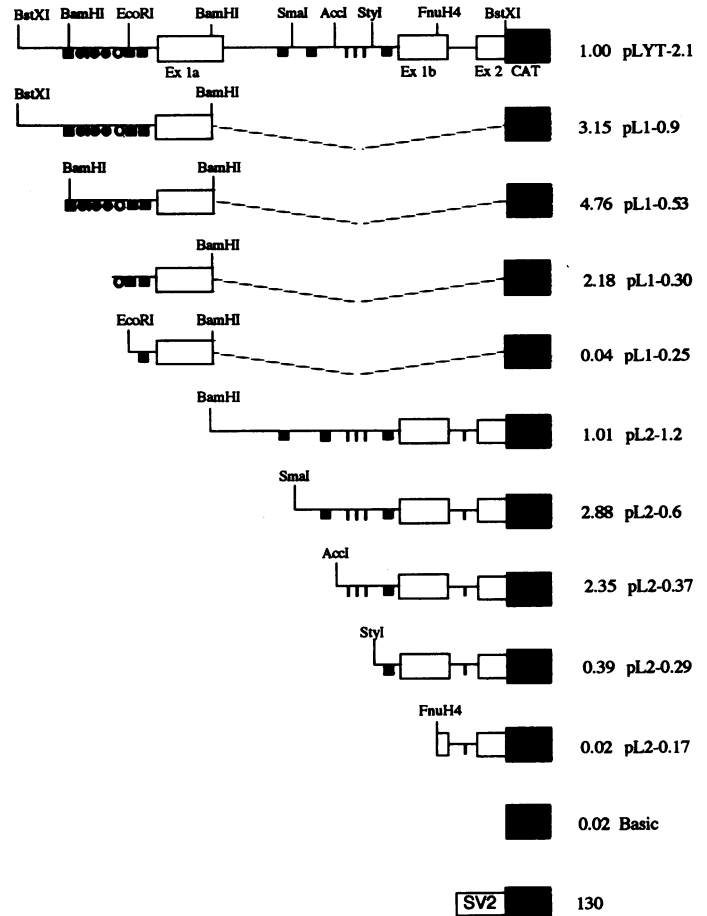 BstXI BamHI EcoRI BamHI SmaI AccI StyI FnuH4 BstXI
1.00 pLYT-2.1
Ex 1a Ex 1b Ex 2 CAT
BstXI BamHI
3.15 pL1-0.9
BamHI BamHI
4.76 pL1-0.53
BamHI
2.18 pL1-0.30
EcoRI BamHI
0.04 pL1-0.25
BamHI
1.01 pL2-1.2
SmaI
2.88 pL2-0.6
AccI
2.35 pL2-0.37
StyI
0.39 pL2-0.29
FnuH4
0.02 pL2-0.17
0.02 Basic
SV2 130